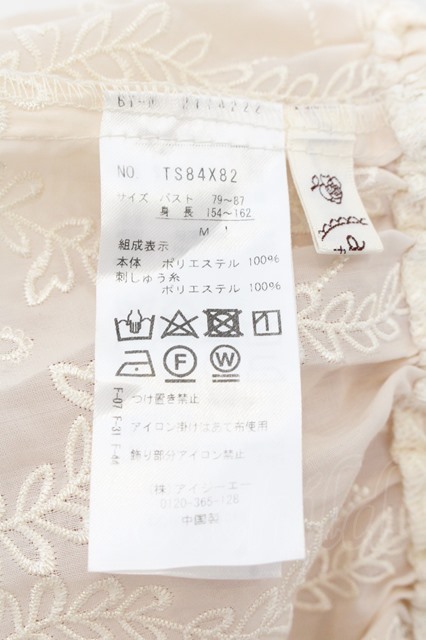 NO. TS84X82
サイズ バスト 79〜87
身長 154〜162
M
組成表示
本体 ポリエステル 100%
刺しゅう糸
ポリエステル 100%
F
W
F-07 F-31 F-44
つけ置き禁止
アイロン掛けはあて布使用
飾り部分アイロン禁止
(株) アイジーエー
0120-365-128
中国製